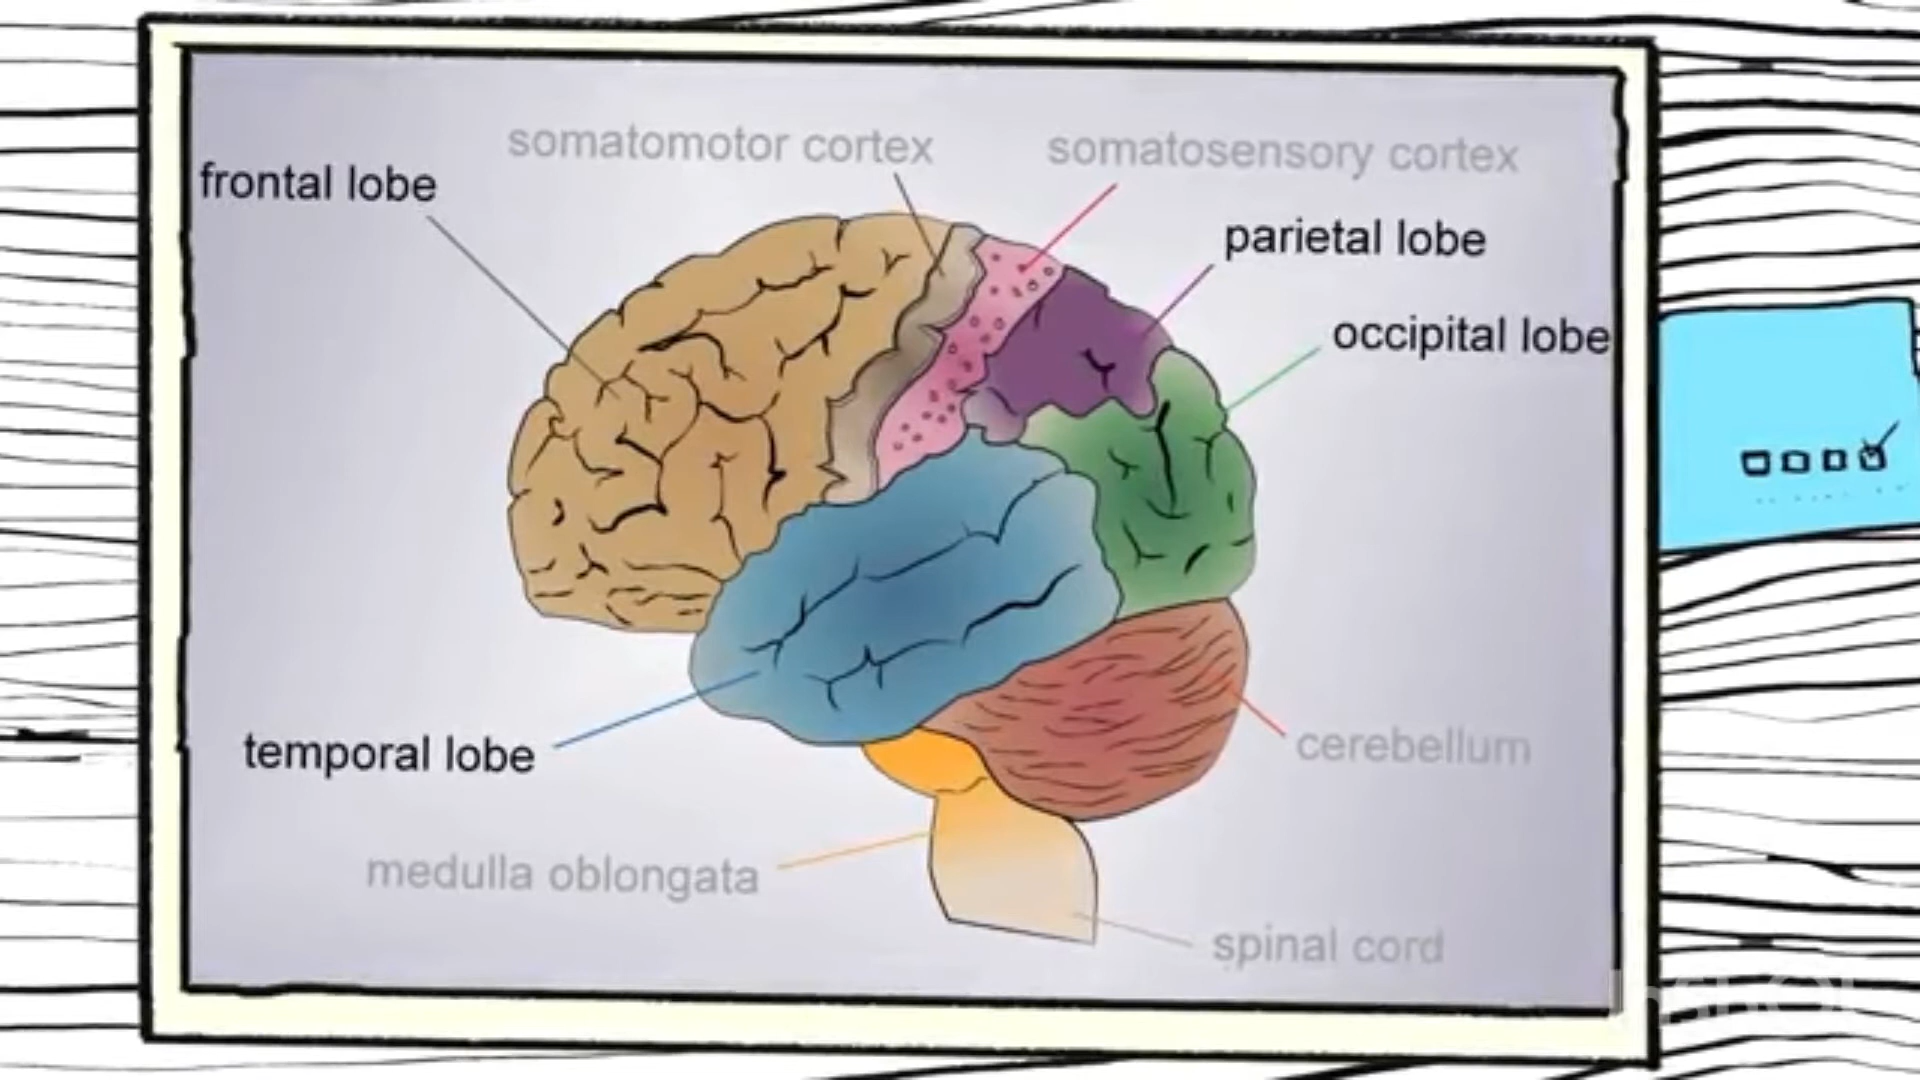 somatomotor cortex
somatosensory cortex
frontal lobe
parietal lobe
occipital lobe
temporal lobe
cerebellum
medulla oblongata
spinal cord